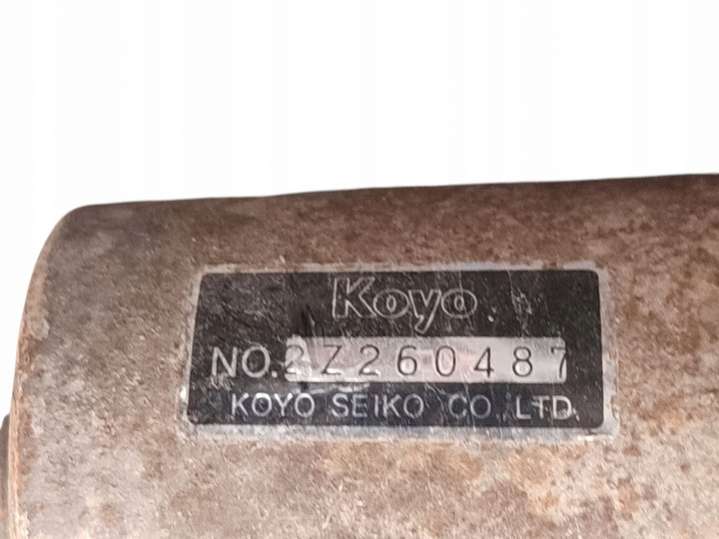 Koyo
NO. 2Z260487
KOYO SEIKO CO., LTD.